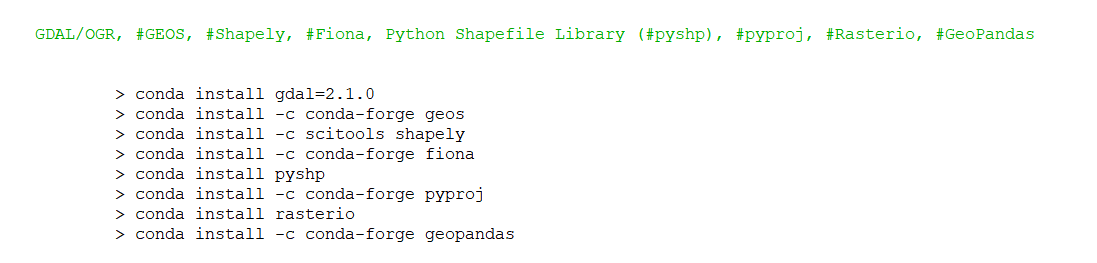 GDAL/OGR, #GEOS, #Shapely, #Fiona, Python Shapefile Library (#pyshp), #pyproj, #Rasterio, #GeoPandas
> conda install gdal=2.1.0
> conda install -c conda-forge geos
> conda install -c scitools shapely
> conda install -c conda-forge fiona
> conda install pyshp
> conda install -c conda-forge pyproj
> conda install rasterio
> conda install -c conda-forge geopandas